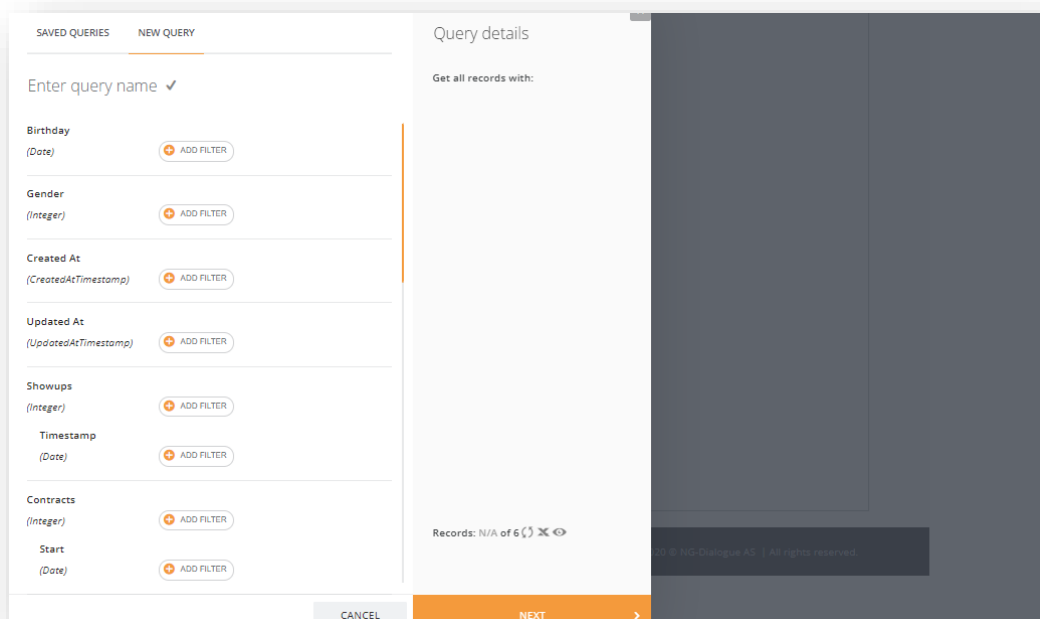 SAVED QUERIES NEW QUERY
Enter query name
Birthday
(Date) ADD FILTER
Gender
(Integer) ADD FILTER
Created At
(CreatedAtTimestamp) ADD FILTER
Updated At
(UpdatedAtTimestamp) ADD FILTER
Showups
(Integer) ADD FILTER
Timestamp
(Date) ADD FILTER
Contracts
(Integer) ADD FILTER
Start
(Date) ADD FILTER
CANCEL
Query details
Get all records with:
Records: N/A of 6
NEXT
© NG-Dialogue AS. | All rights reserved.